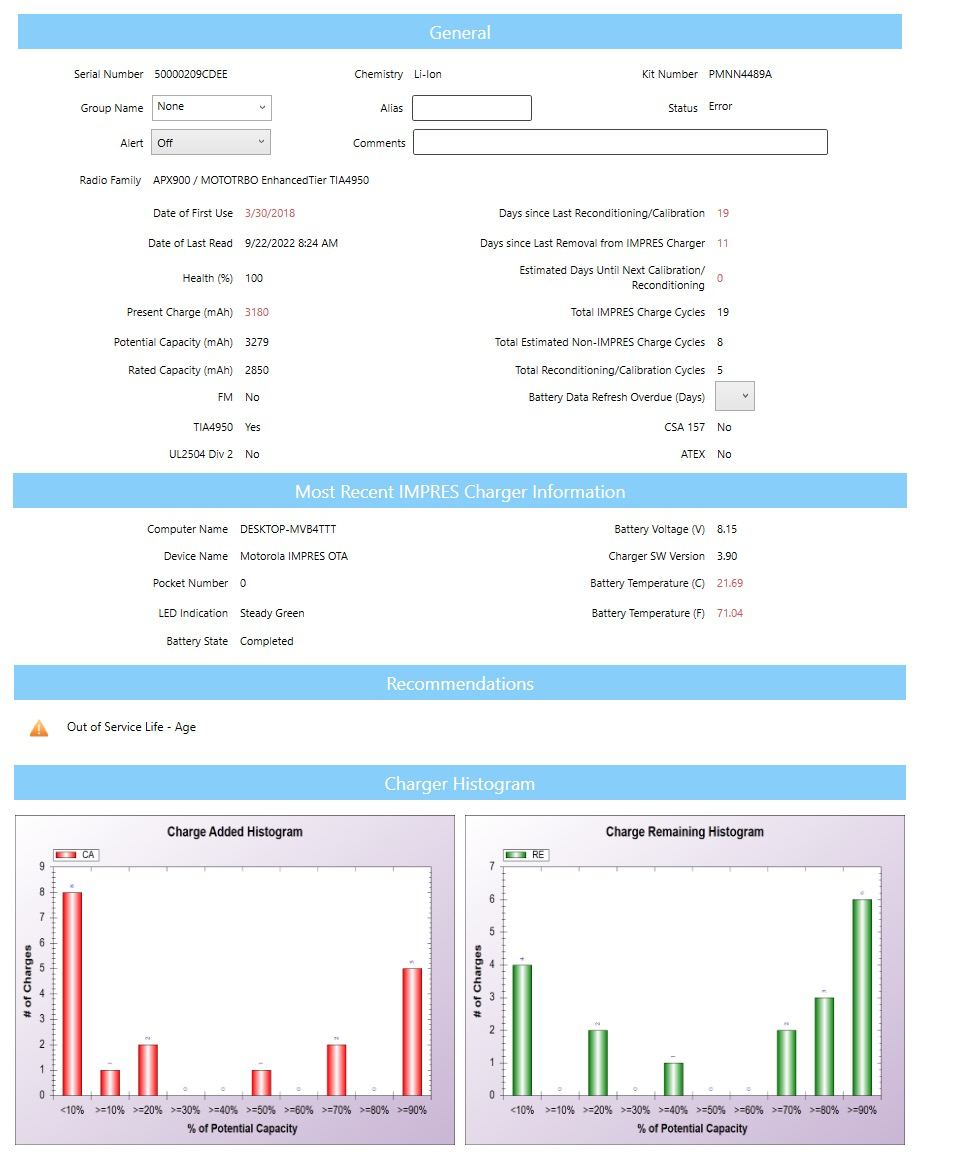 General
Serial Number 50000209CDEE Chemistry Li-Ion Kit Number PMNN4489A
Group Name None Alias Status Error
Alert Off Comments
Radio Family APX900 / MOTOTRBO EnhancedTier TIA4950
Date of First Use 3/30/2018 Days since Last Reconditioning/Calibration 19
Date of Last Read 9/22/2022 8:24 AM Days since Last Removal from IMPRES Charger 11
Health (%) 100 Estimated Days Until Next Calibration/
Reconditioning 0
Present Charge (mAh) 3180 Total IMPRES Charge Cycles 19
Potential Capacity (mAh) 3279 Total Estimated Non-IMPRES Charge Cycles 8
Rated Capacity (mAh) 2850 Total Reconditioning/Calibration Cycles 5
FM No Battery Data Refresh Overdue (Days)
TIA4950 Yes CSA 157 No
UL2504 Div 2 No ATEX No
Most Recent IMPRES Charger Information
Computer Name DESKTOP-MVB4TTT Battery Voltage (V) 8.15
Device Name Motorola IMPRES OTA Charger SW Version 3.90
Pocket Number 0 Battery Temperature (C) 21.69
LED Indication Steady Green Battery Temperature (F) 71.04
Battery State Completed
Recommendations
Out of Service Life - Age
Charger Histogram
Charge Added Histogram
CA
9
8
7
6
5
4
3
2
1
0
# of Charges
8 1 2 0 0 1 0 2 0 5
<10% >=10% >=20% >=30% >=40% >=50% >=60% >=70% >=80% >=90%
% of Potential Capacity
Charge Remaining Histogram
RE
7
6
5
4
3
2
1
0
# of Charges
4 0 2 0 1 0 0 2 3 6
<10% >=10% >=20% >=30% >=40% >=50% >=60% >=70% >=80% >=90%
% of Potential Capacity